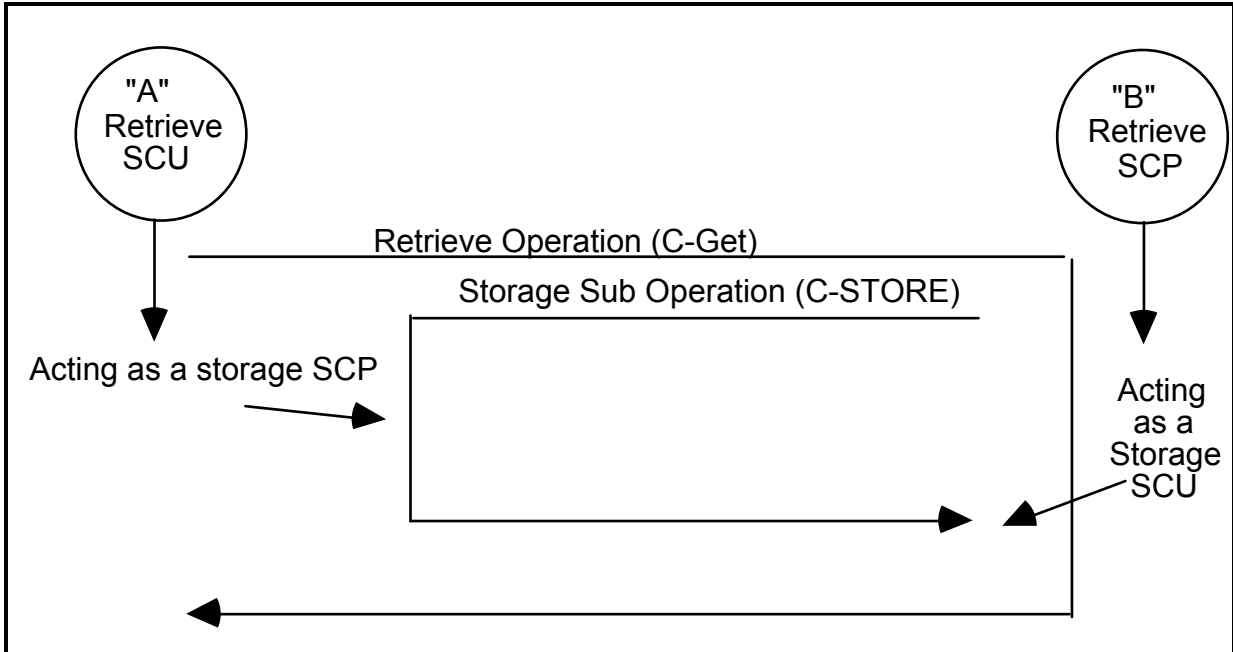 "A"
Retrieve
SCU
"B"
Retrieve
SCP
Retrieve Operation (C-Get)
Storage Sub Operation (C-STORE)
Acting as a storage SCP
Acting
as a
Storage
SCU